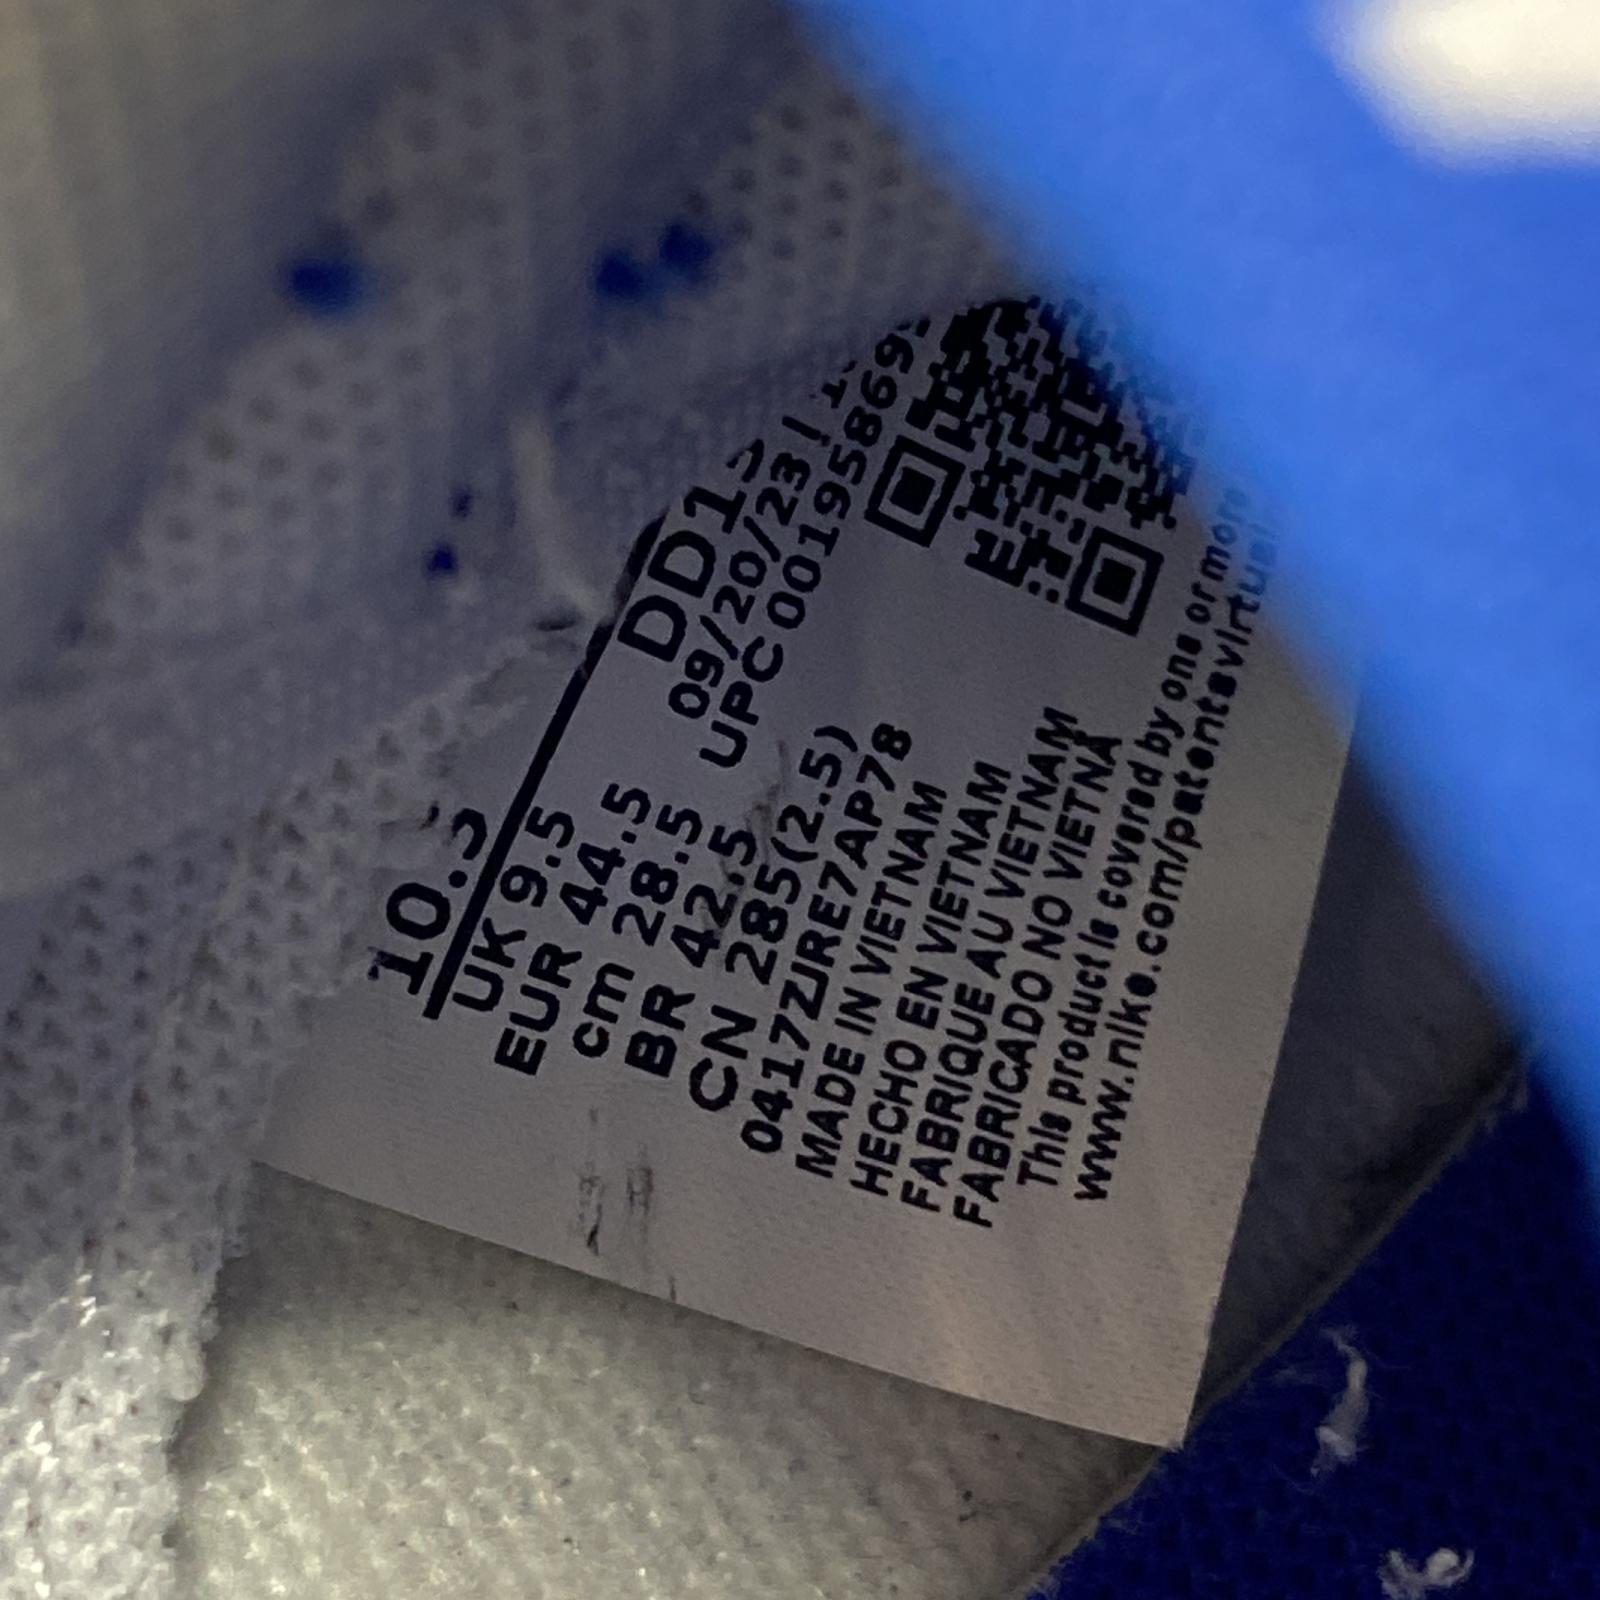 10.5
UK 9.5
EUR 44.5
cm 28.5
BR 42.5
CN 285(2.5)
DD1
09/20/23
UPC 00195869
0417ZJRE7AP78
MADE IN VIETNAM
HECHO EN VIETNAM
FABRIQUE AU VIETNAM
FABRICADO NO VIETNÃ
This product is covered by one or more
www.nike.com/patentsvirtual